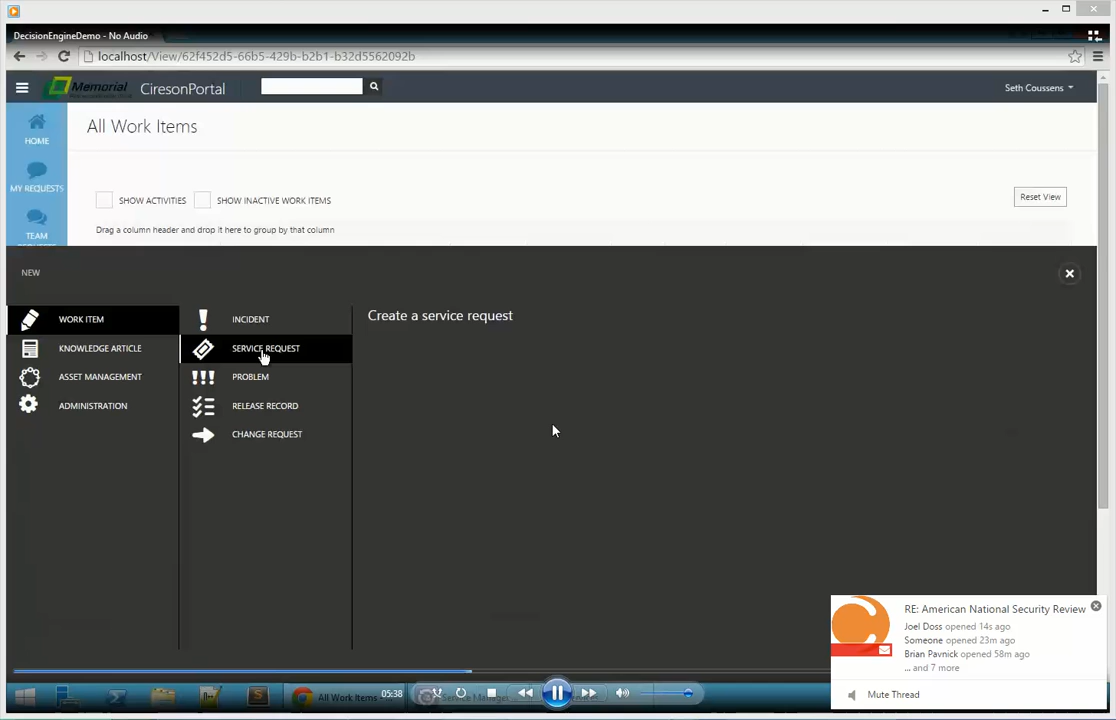 DecisionEngineDemo - No Audio
localhost/View/62f452d5-66b5-429b-b2b1-b32d5562092b
Memorial
CiresonPortal
Seth Coussens
HOME
All Work Items
MY REQUESTS
SHOW ACTIVITIES
SHOW INACTIVE WORK ITEMS
Reset View
TEAM
Drag a column header and drop it here to group by that column
NEW
WORK ITEM
INCIDENT
Create a service request
KNOWLEDGE ARTICLE
SERVICE REQUEST
ASSET MANAGEMENT
PROBLEM
ADMINISTRATION
RELEASE RECORD
CHANGE REQUEST
RE: American National Security Review
Joel Doss opened 14s ago
Someone opened 23m ago
Brian Pavnick opened 58m ago
... and 7 more
Mute Thread
All Work Items
05:38